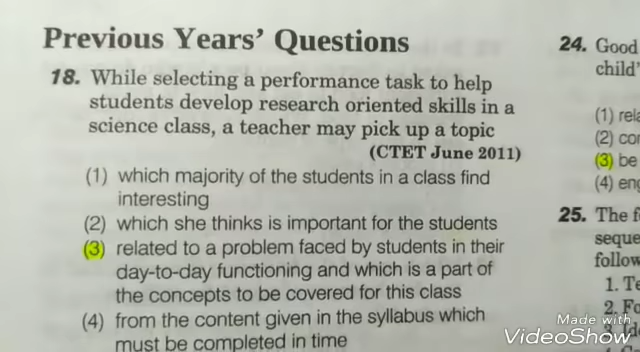 Previous Years' Questions
18. While selecting a performance task to help
students develop research oriented skills in a
science class, a teacher may pick up a topic
(CTET June 2011)
(1) which majority of the students in a class find
interesting
(2) which she thinks is important for the students
(3) related to a problem faced by students in their
day-to-day functioning and which is a part of
the concepts to be covered for this class
(4) from the content given in the syllabus which
must be completed in time
24. Good
child'
(1)
(2)
(3) be
(4)
25. The
follow
1.
2.
Made with
VideoShow